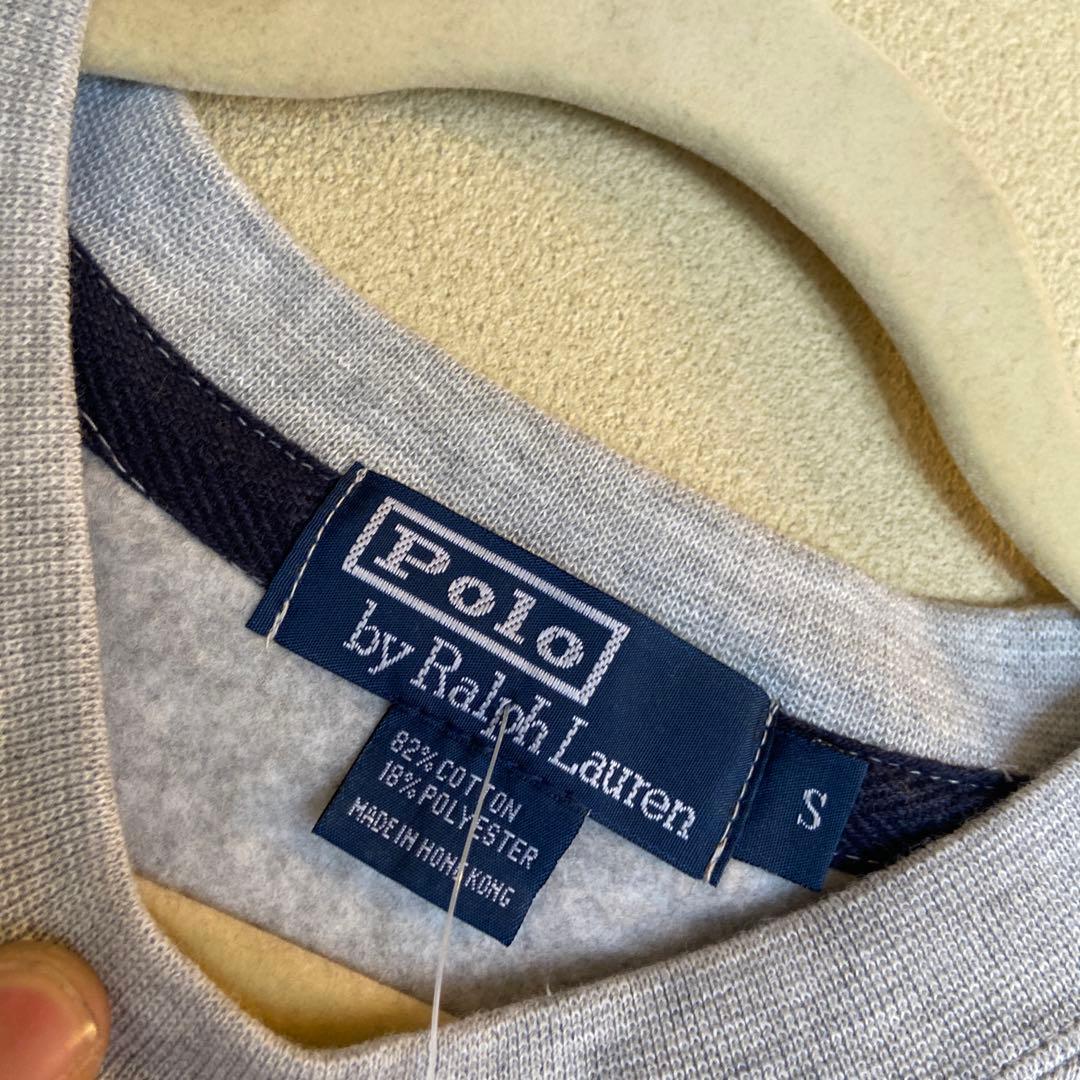 Polo
by Ralph Lauren
S
82% COTTON
18% POLYESTER
MADE IN HONG KONG